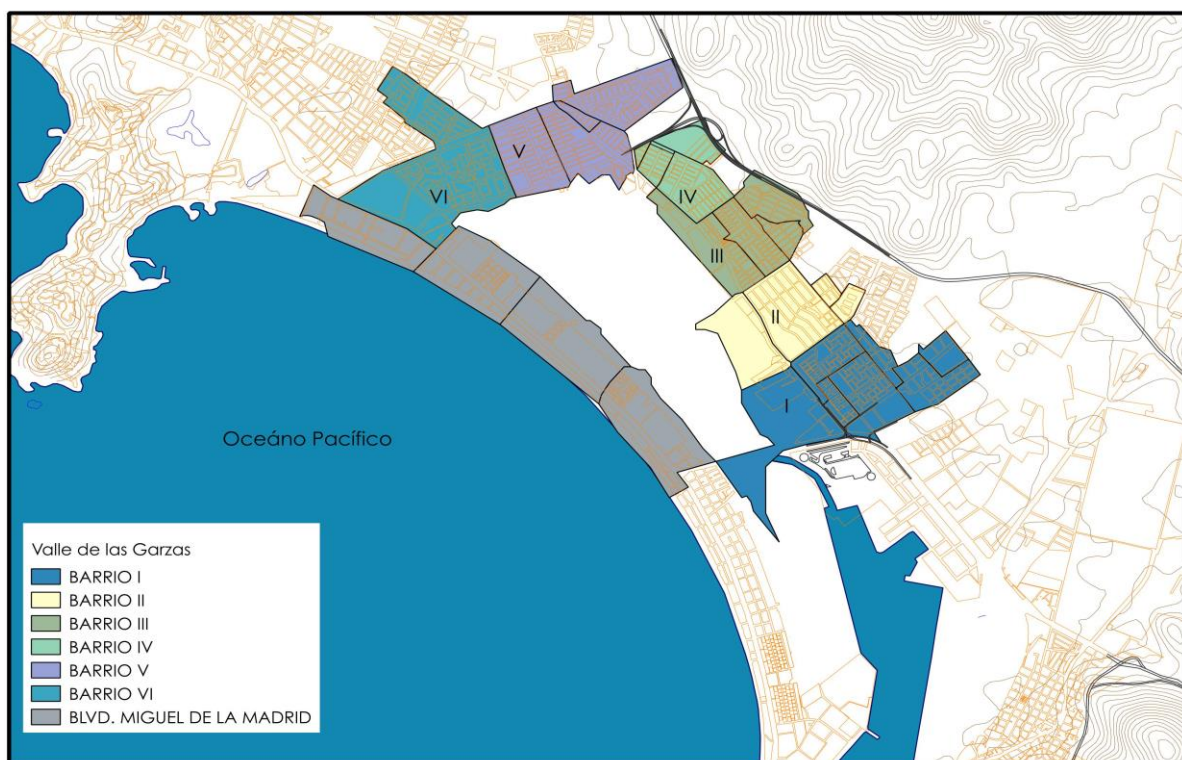 V
VI
IV
III
II
I
Oceáno Pacífico
Valle de las Garzas
BARRIO I
BARRIO II
BARRIO III
BARRIO IV
BARRIO V
BARRIO VI
BLVD. MIGUEL DE LA MADRID